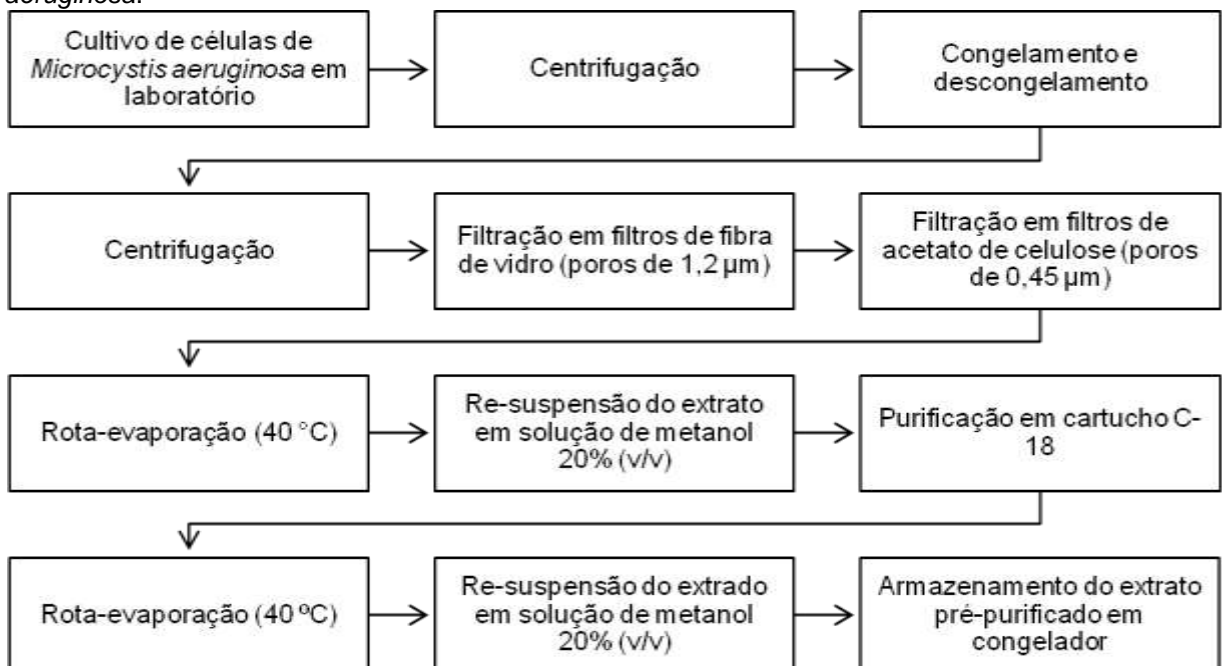 aeruginosa.
Cultivo de células de
Microcystis aeruginosa em
laboratório
Centrifugação
Congelamento e
descongelamento
Centrifugação
Filtração em filtros de fibra
de vidro (poros de 1,2 µm)
Filtração em filtros de
acetato de celulose (poros
de 0,45 µm)
Rota-evaporação (40 °C)
Re-suspensão do extrato
em solução de metanol
20% (v/v)
Purificação em cartucho C-
18
Rota-evaporação (40 ºC)
Re-suspensão do extrado
em solução de metanol
20% (v/v)
Armazenamento do extrato
pré-purificado em
congelador